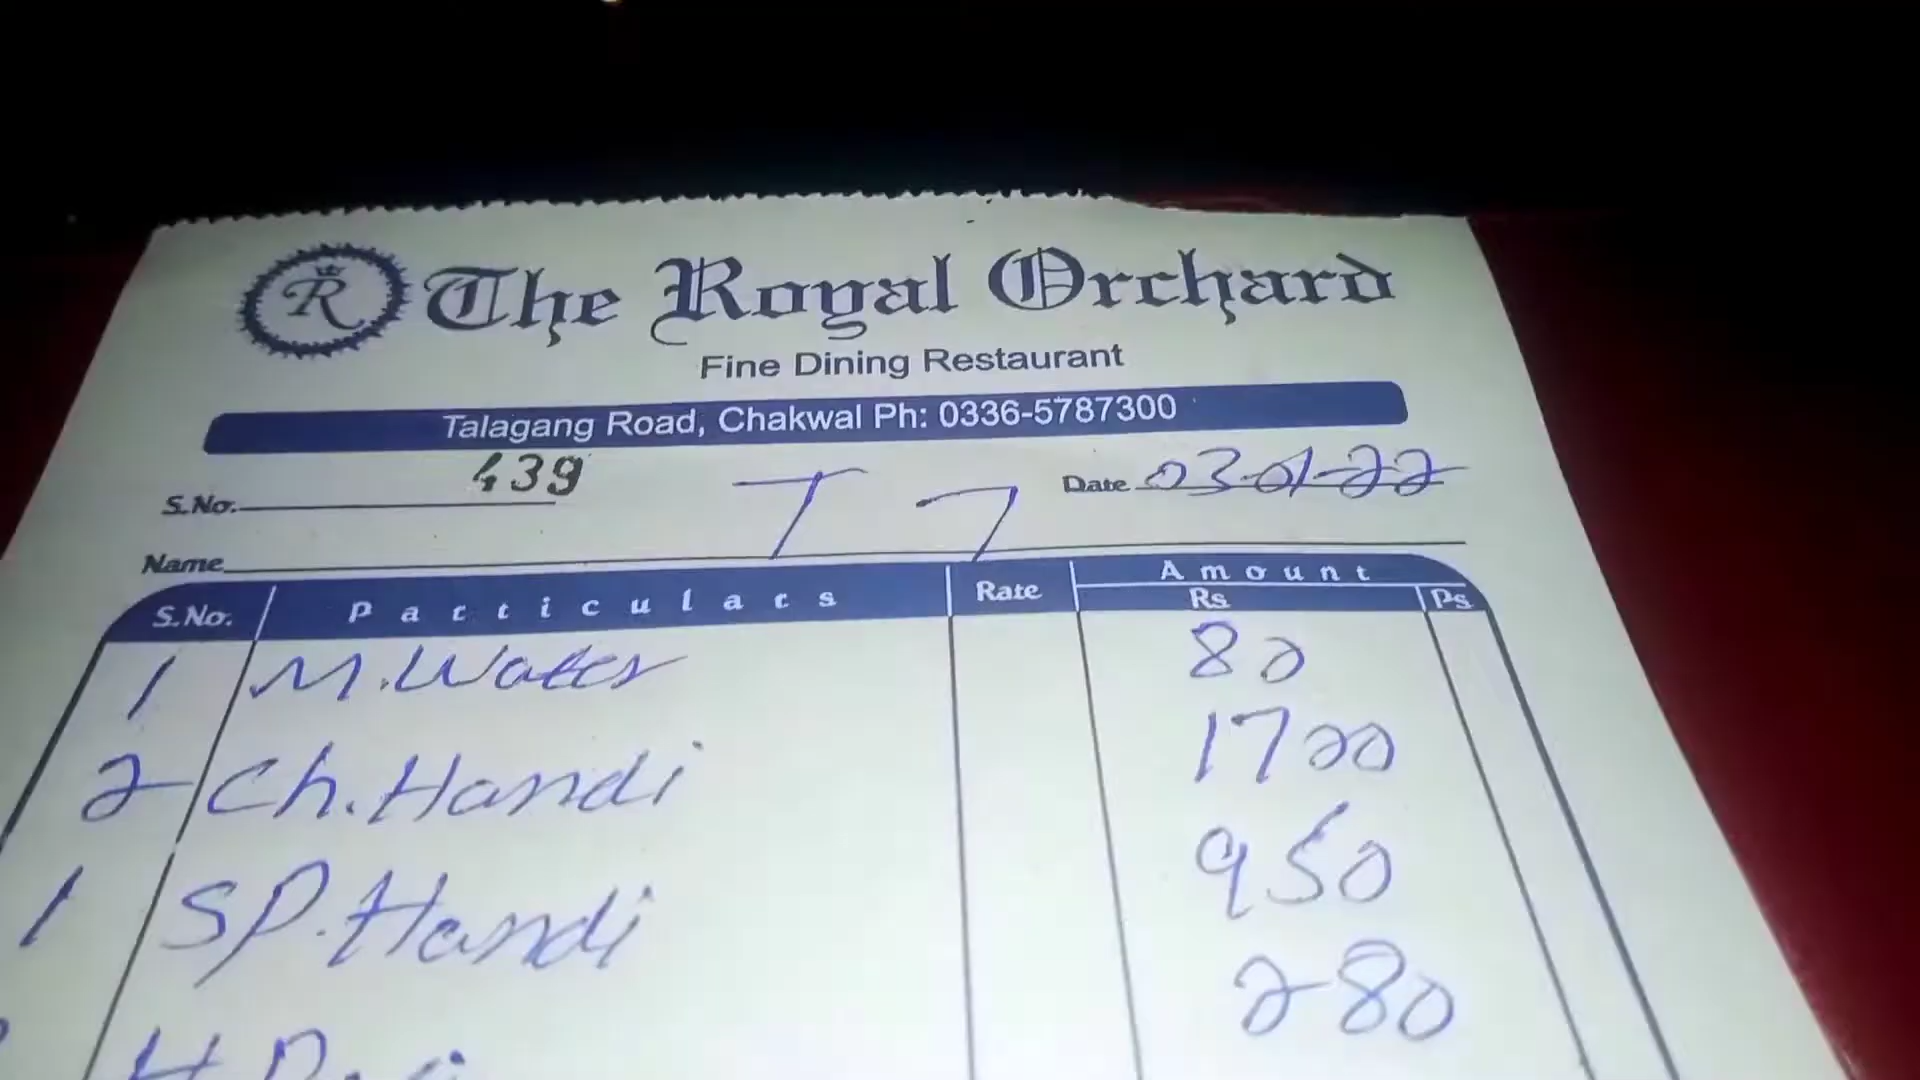 R The Royal Orchard
Fine Dining Restaurant
Talagang Road, Chakwal Ph: 0336-5787300
S.No. 439 T 7 Date 03-01-22
Name
S.No. Particulars Rate Amount Rs Ps
1 M.Water 80
2 Ch.Handi 1700
1 SP.Handi 950
280